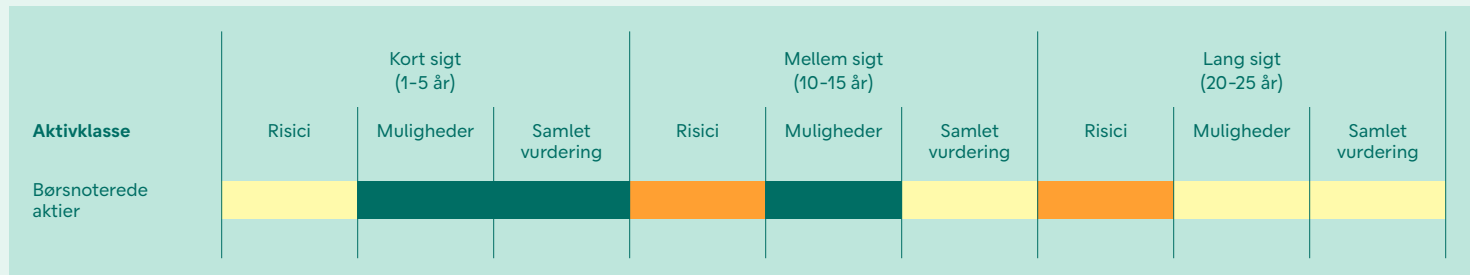 Kort sigt
(1-5 år)
Mellem sigt
(10-15 år)
Lang sigt
(20-25 år)
Aktivklasse
Risici
Muligheder
Samlet
vurdering
Risici
Muligheder
Samlet
vurdering
Risici
Muligheder
Samlet
vurdering
Børsnoterede
aktier